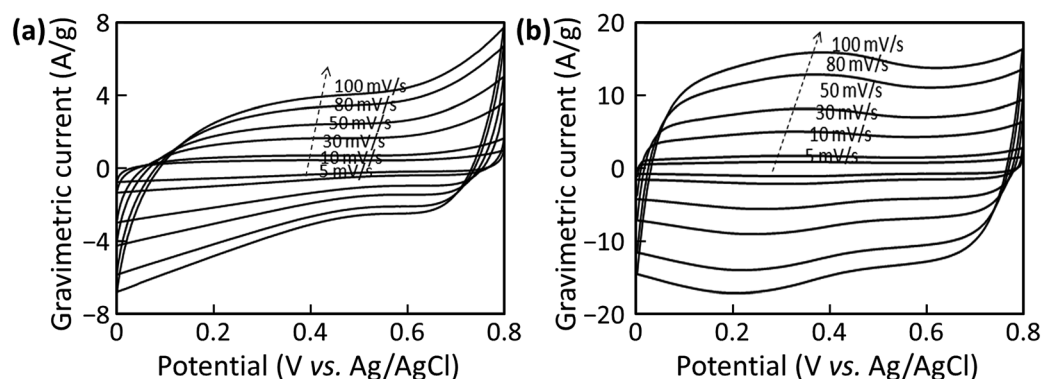 (a)
Gravimetric current (A/g)
8
4
0
−4
−8
100 mV/s
80 mV/s
50 mV/s
30 mV/s
10 mV/s
5 mV/s
0 0.2 0.4 0.6 0.8
Potential (V vs. Ag/AgCl)
(b)
Gravimetric current (A/g)
20
10
0
−10
−20
100 mV/s
80 mV/s
50 mV/s
30 mV/s
10 mV/s
5 mV/s
0 0.2 0.4 0.6 0.8
Potential (V vs. Ag/AgCl)